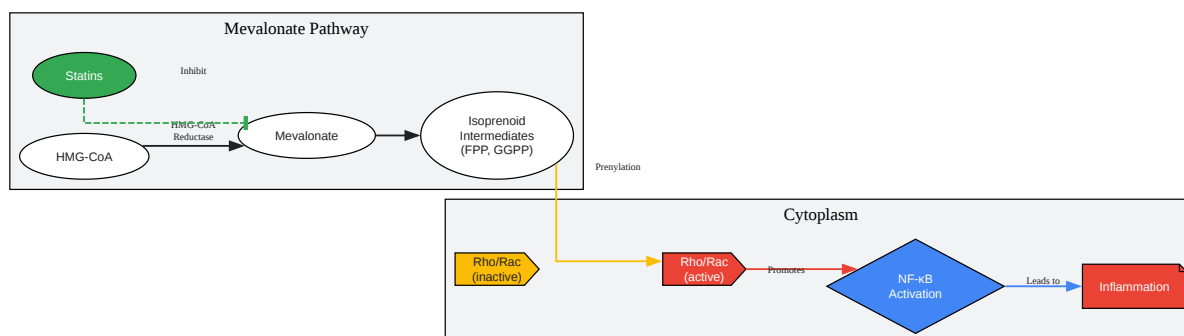 Mevalonate Pathway
Statins
Inhibit
HMG-CoA
Reductase
HMG-CoA
Mevalonate
Isoprenoid
Intermediates
(FPP, GGPP)
Prenylation
Cytoplasm
Rho/Rac
(inactive)
Rho/Rac
(active)
Promotes
NF-κB
Activation
Leads to
Inflammation